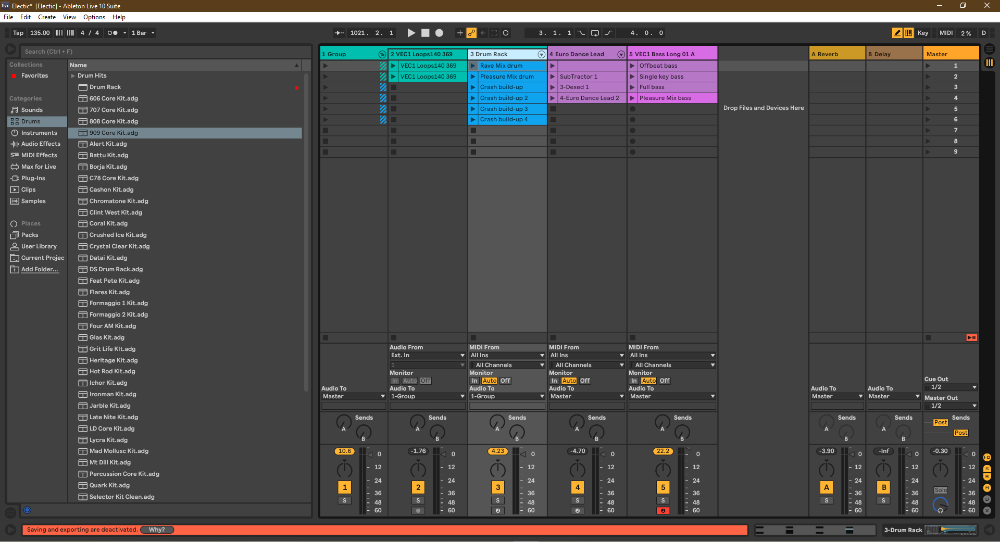 Live Electic* [Electic] - Ableton Live 10 Suite
File Edit Create View Options Help
Tap 135.00 4 / 4 1 Bar 1021. 2. 1 3. 1. 1 4. 0. 0 Key MIDI 2 % D
Search (Ctrl + F)
Collections
Favorites
Categories
Sounds
Drums
Instruments
Audio Effects
MIDI Effects
Max for Live
Plug-Ins
Clips
Samples
Places
Packs
User Library
Current Projec
Add Folder...
Name
Drum Hits
Drum Rack
606 Core Kit.adg
707 Core Kit.adg
808 Core Kit.adg
909 Core Kit.adg
Alert Kit.adg
Battu Kit.adg
Borja Kit.adg
C78 Core Kit.adg
Cashon Kit.adg
Chromatone Kit.adg
Clint West Kit.adg
Coral Kit.adg
Crushed Ice Kit.adg
Crystal Clear Kit.adg
Datai Kit.adg
DS Drum Rack.adg
Feat Pete Kit.adg
Flares Kit.adg
Formaggio 1 Kit.adg
Formaggio 2 Kit.adg
Four AM Kit.adg
Glas Kit.adg
Grit Life KIt.adg
Heritage Kit.adg
Hot Rod Kit.adg
Ichor Kit.adg
Ironman Kit.adg
Jarble Kit.adg
Late Nite Kit.adg
LD Core Kit.adg
Lycra Kit.adg
Mad Mollusc Kit.adg
Mt Dill Kit.adg
Percussion Core Kit.adg
Quark Kit.adg
Selector Kit Clean.adg
1 Group 2 VEC1 Loops140 369 3 Drum Rack 4 Euro Dance Lead 5 VEC1 Bass Long 01 A A Reverb B Delay Master
VEC1 Loops140 369 Rave Mix drum Offbeat bass 1
VEC1 Loops140 369 Pleasure Mix drum SubTractor 1 Single key bass 2
Crash build-up 3-Dexed 1 Full bass 3
Crash build-up 2 4-Euro Dance Lead 2 Pleasure Mix bass 4
Crash build-up 3 Drop Files and Devices Here 5
Crash build-up 4 6
7
8
9
Audio From MIDI From MIDI From MIDI From
Ext. In All Ins All Ins All Ins
1 All Channels All Channels All Channels
Monitor Monitor Monitor Monitor Cue Out
In Auto Off In Auto Off In Auto Off In Auto Off 1/2
Audio To Audio To Audio To Audio To Audio To Audio To Audio To Master Out
Master 1-Group 1-Group Master Master Master Master 1/2
Sends Sends Sends Sends Sends Sends Sends Sends
A A A A A A A Post
B B B B B B B Post
10.6 0 -1.76 0 4.23 0 -4.70 0 22.2 0 -3.90 0 -Inf 0 -0.30 0
12 12 12 12 12 12 12 12
24 24 24 24 24 24 24 24
1 36 2 36 3 36 4 36 5 36 A 36 B 36 Solo 36
S 48 S 48 S 48 S 48 S 48 S 48 S 48 48
60 60 60 60 60 60 60 60
I-O
S
R
M
D
X
Saving and exporting are deactivated. Why? 3-Drum Rack